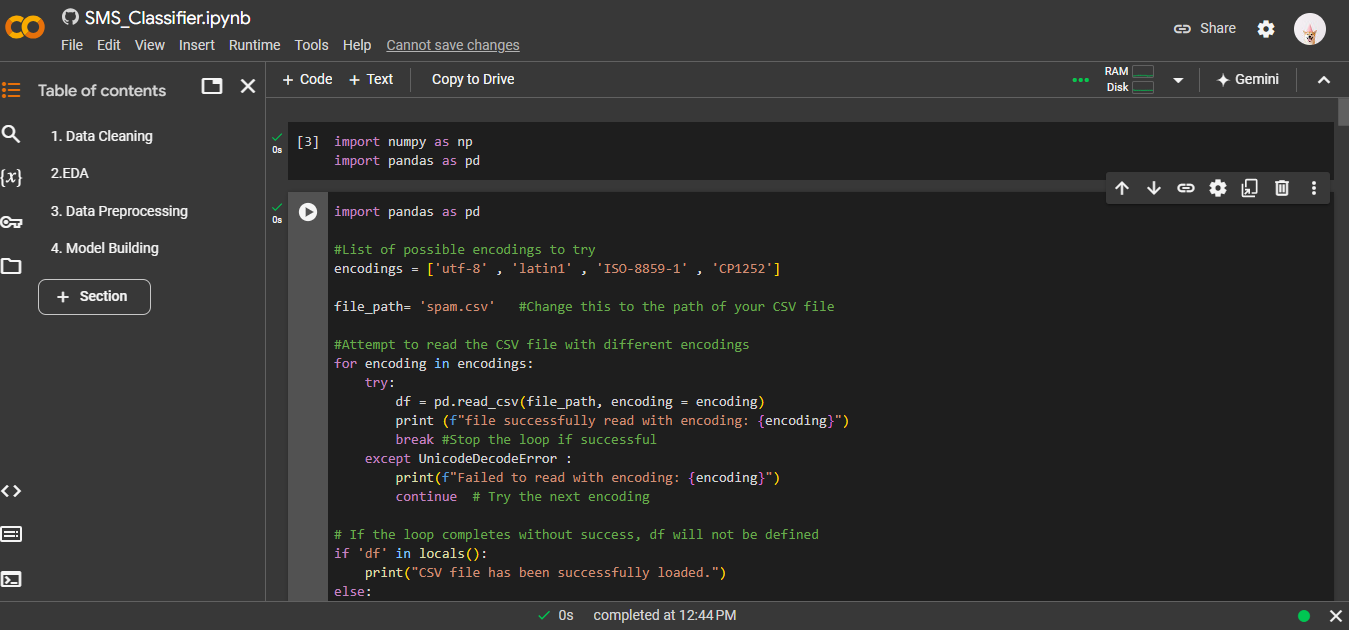 SMS_Classifier.ipynb
File Edit View Insert Runtime Tools Help Cannot save changes
Share
Table of contents
1. Data Cleaning
2.EDA
3. Data Preprocessing
4. Model Building
+ Section
+ Code + Text Copy to Drive
RAM
Disk
Gemini
0s
[3] import numpy as np
import pandas as pd
0s
import pandas as pd
#List of possible encodings to try
encodings = ['utf-8' , 'latin1' , 'ISO-8859-1' , 'CP1252']
file_path= 'spam.csv' #Change this to the path of your CSV file
#Attempt to read the CSV file with different encodings
for encoding in encodings:
try:
df = pd.read_csv(file_path, encoding = encoding)
print (f"file successfully read with encoding: {encoding}")
break #Stop the loop if successful
except UnicodeDecodeError :
print(f"Failed to read with encoding: {encoding}")
continue # Try the next encoding
# If the loop completes without success, df will not be defined
if 'df' in locals():
print("CSV file has been successfully loaded.")
else:
0s completed at 12:44 PM